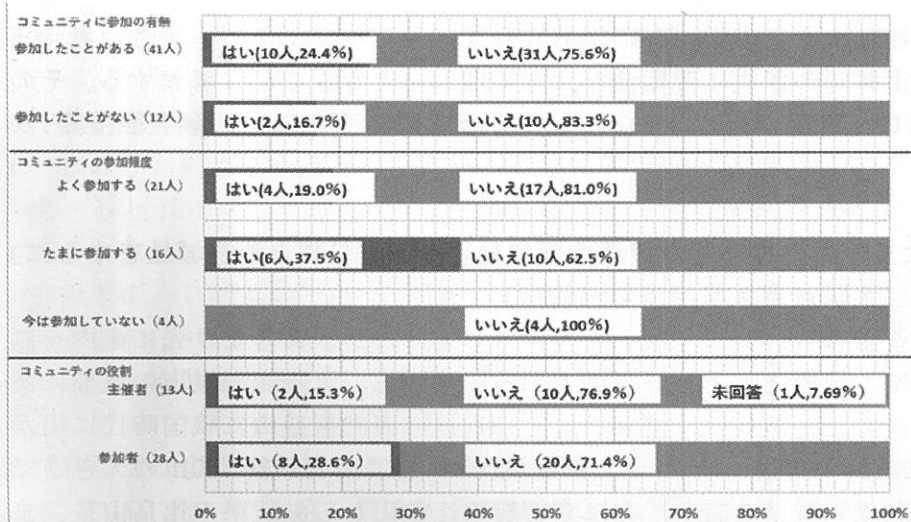 コミュニティに参加の有無
参加したことがある（41人） はい(10人,24.4%) いいえ(31人,75.6%)
参加したことがない（12人） はい(2人,16.7%) いいえ(10人,83.3%)
コミュニティの参加頻度
よく参加する（21人） はい(4人,19.0%) いいえ(17人,81.0%)
たまに参加する（16人） はい(6人,37.5%) いいえ(10人,62.5%)
今は参加していない（4人） いいえ(4人,100%)
コミュニティの役割
主催者（13人） はい（2人,15.3%） いいえ（10人,76.9%） 未回答（1人,7.69%）
参加者（28人） はい（8人,28.6%） いいえ（20人,71.4%）
0% 10% 20% 30% 40% 50% 60% 70% 80% 90% 100%